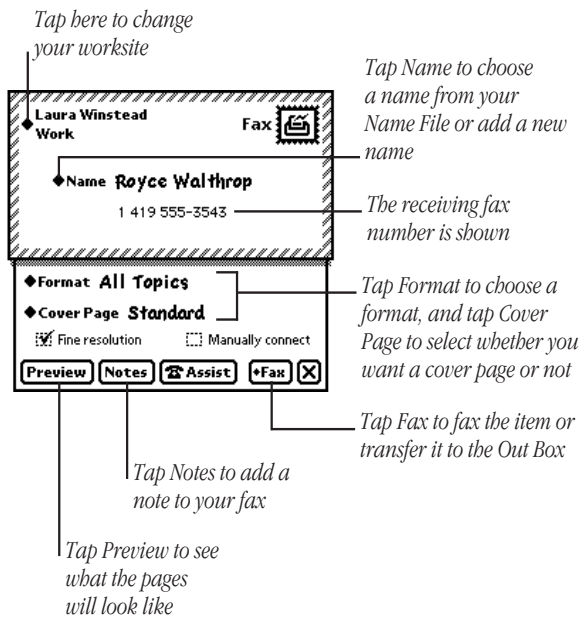 Tap here to change
your worksite
Tap Name to choose
a name from your
Name File or add a new
name
Laura Winstead
Work
Fax
Name Royce Walthrop
1 419 555-3543
The receiving fax
number is shown
Format All Topics
Cover Page Standard
Fine resolution
Manually connect
Preview
Notes
Assist
Fax
X
Tap Format to choose a
format, and tap Cover
Page to select whether you
want a cover page or not
Tap Fax to fax the item or
transfer it to the Out Box
Tap Notes to add a
note to your fax
Tap Preview to see
what the pages
will look like